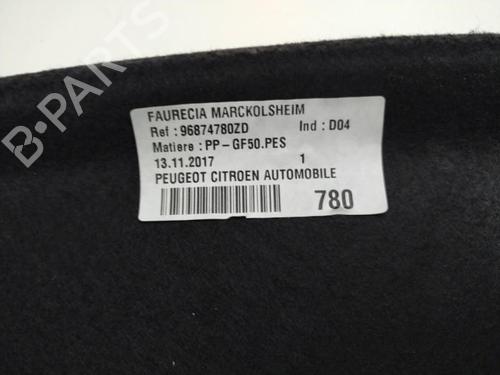 FAURECIA MARCKOLSHEIM
Ref : 96874780ZD Ind : D04
Matiere : PP-GF50.PES
13.11.2017 1
PEUGEOT CITROEN AUTOMOBILE
780
B-PARTS